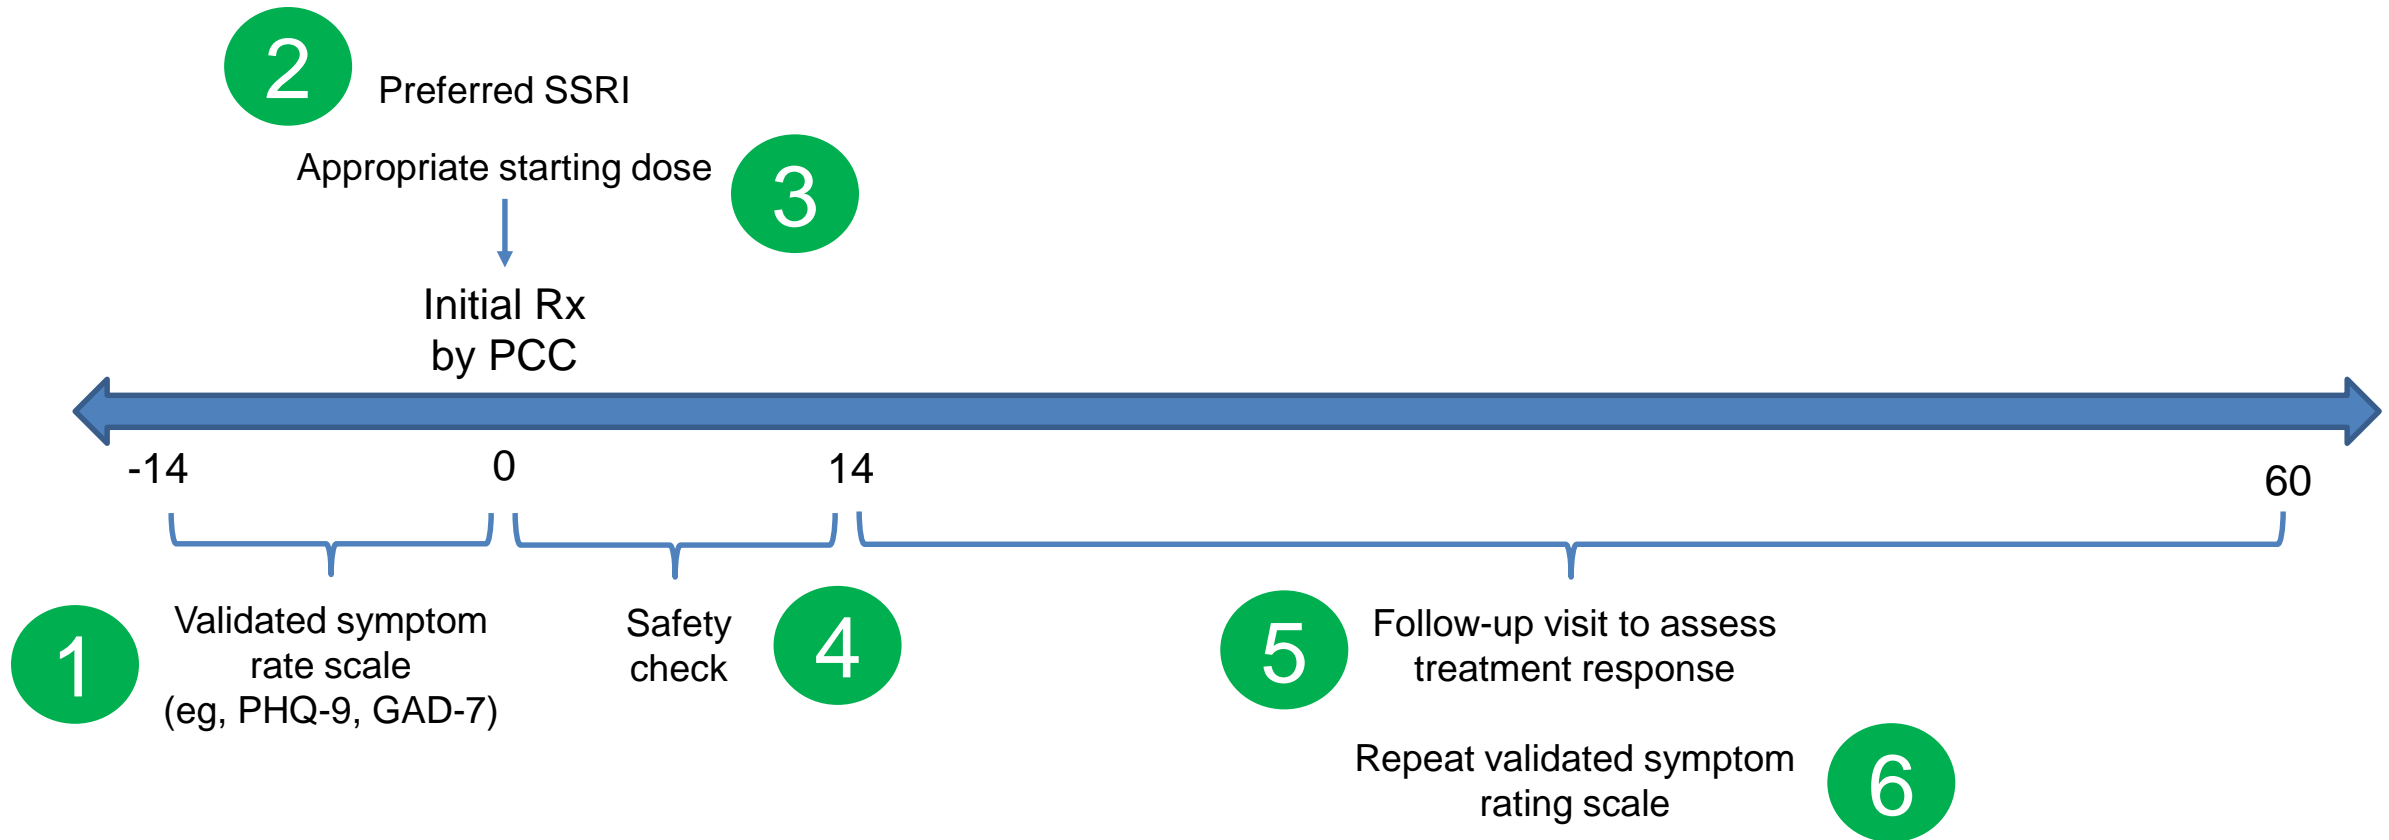 2
Preferred SSRI
Appropriate starting dose
3
Initial Rx
by PCC
-14
0
14
60
1
Validated symptom
rate scale
(eg, PHQ-9, GAD-7)
Safety
check
4
5
Follow-up visit to assess
treatment response
Repeat validated symptom
rating scale
6